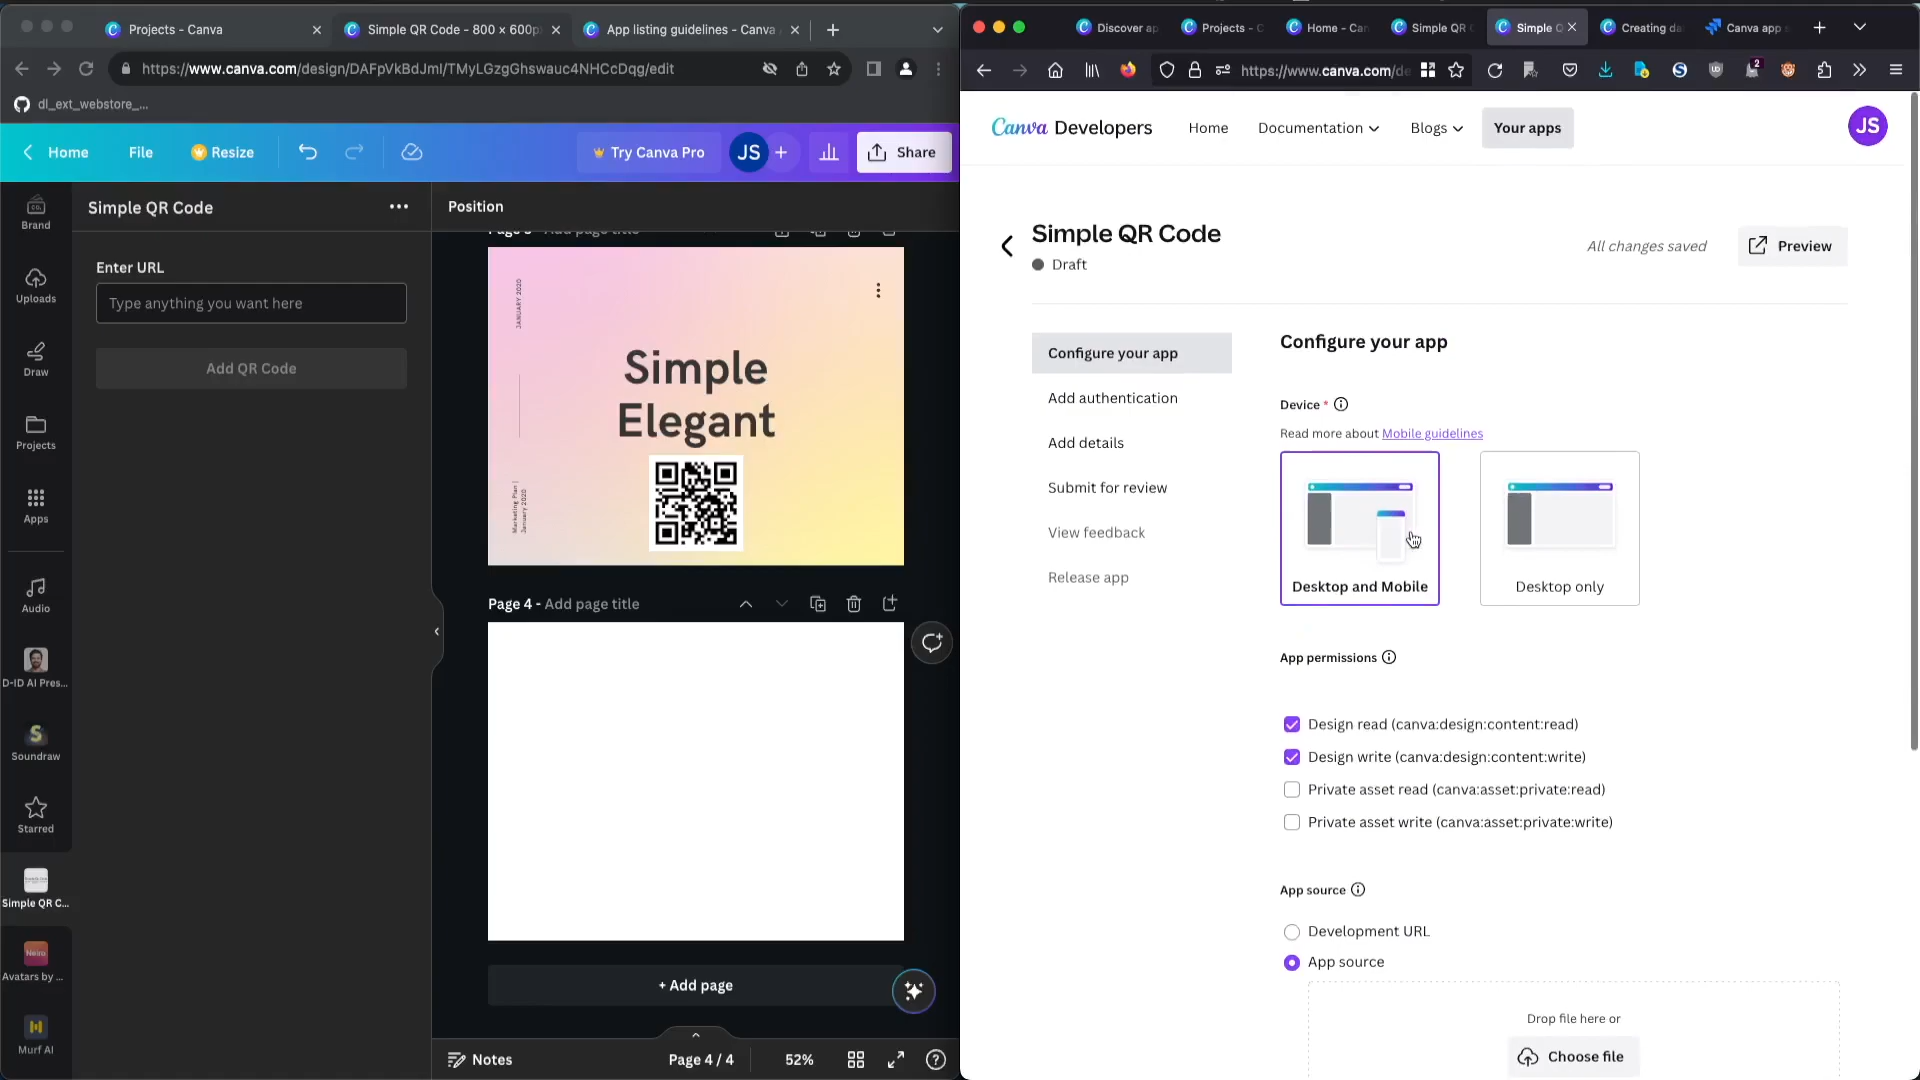 Projects - Canva
Simple QR Code - 800 x 600p
App listing guidelines - Canva
https://www.canva.com/design/DAFpVkBdJmI/TMyLGzgGhswauc4NHCcDqg/edit
dl_ext_webstore_...
Home
File
Resize
Try Canva Pro
JS
Share
Brand
Uploads
Draw
Projects
Apps
Audio
D-ID AI Pres...
Soundraw
Starred
Simple QR C...
Avatars by ...
Murf AI
Simple QR Code
Enter URL
Type anything you want here
Add QR Code
Position
JANUARY 2020
Simple
Elegant
Marketing Plan |
January 2020
Page 4 - Add page title
+ Add page
Notes
Page 4 / 4
52%
Discover ap
Projects - C
Home - Can
Simple QR
Simple Q
Creating da
Canva app
https://www.canva.com/de
2
Canva Developers
Home
Documentation
Blogs
Your apps
JS
Simple QR Code
Draft
All changes saved
Preview
Configure your app
Add authentication
Add details
Submit for review
View feedback
Release app
Configure your app
Device *
Read more about Mobile guidelines
Desktop and Mobile
Desktop only
App permissions
Design read (canva:design:content:read)
Design write (canva:design:content:write)
Private asset read (canva:asset:private:read)
Private asset write (canva:asset:private:write)
App source
Development URL
App source
Drop file here or
Choose file